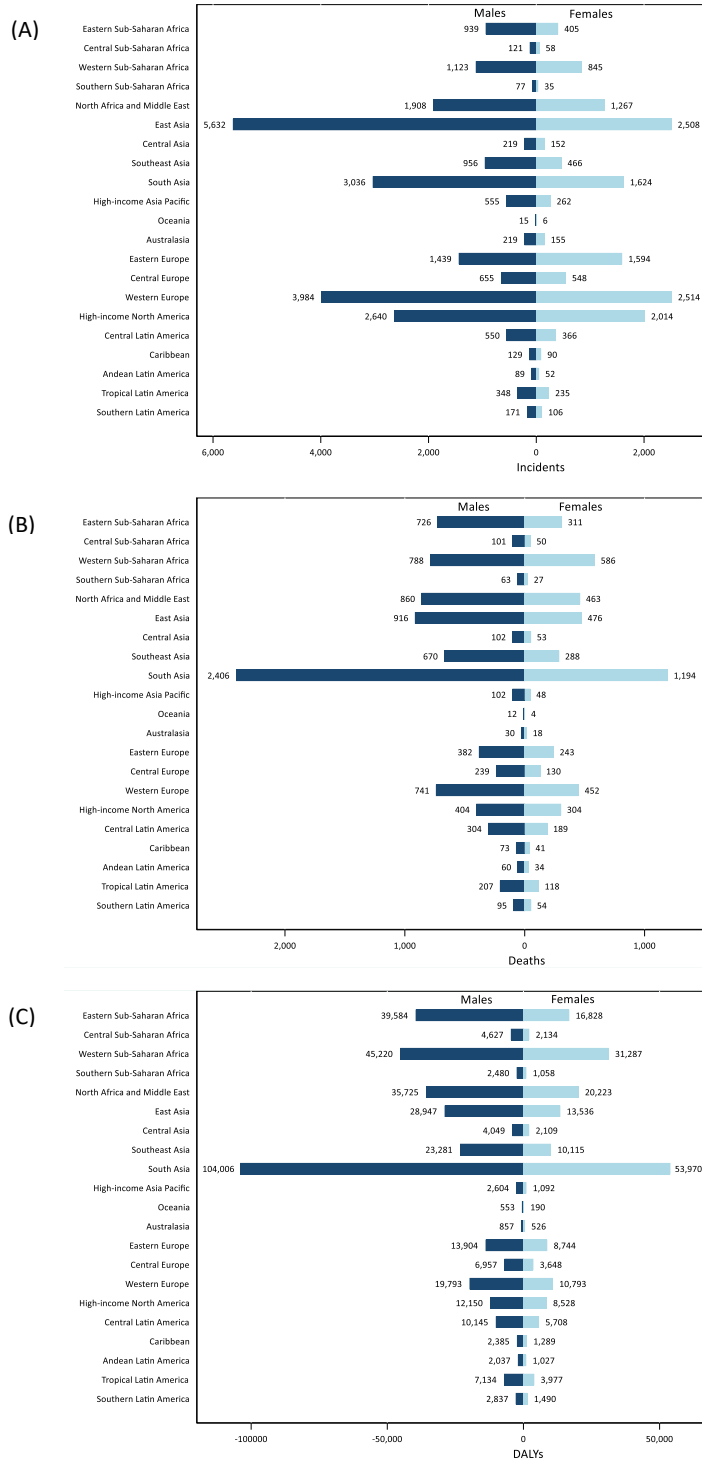 (A)
Males Females
Eastern Sub-Saharan Africa 939 405
Central Sub-Saharan Africa 121 58
Western Sub-Saharan Africa 1,123 845
Southern Sub-Saharan Africa 77 35
North Africa and Middle East 1,908 1,267
East Asia 5,632 2,508
Central Asia 219 152
Southeast Asia 956 466
South Asia 3,036 1,624
High-income Asia Pacific 555 262
Oceania 15 6
Australasia 219 155
Eastern Europe 1,439 1,594
Central Europe 655 548
Western Europe 3,984 2,514
High-income North America 2,640 2,014
Central Latin America 550 366
Caribbean 129 90
Andean Latin America 89 52
Tropical Latin America 348 235
Southern Latin America 171 106
6,000 4,000 2,000 0 2,000
Incidents
(B)
Males Females
Eastern Sub-Saharan Africa 726 311
Central Sub-Saharan Africa 101 50
Western Sub-Saharan Africa 788 586
Southern Sub-Saharan Africa 63 27
North Africa and Middle East 860 463
East Asia 916 476
Central Asia 102 53
Southeast Asia 670 288
South Asia 2,406 1,194
High-income Asia Pacific 102 48
Oceania 12 4
Australasia 30 18
Eastern Europe 382 243
Central Europe 239 130
Western Europe 741 452
High-income North America 404 304
Central Latin America 304 189
Caribbean 73 41
Andean Latin America 60 34
Tropical Latin America 207 118
Southern Latin America 95 54
2,000 1,000 0 1,000
Deaths
(C)
Males Females
Eastern Sub-Saharan Africa 39,584 16,828
Central Sub-Saharan Africa 4,627 2,134
Western Sub-Saharan Africa 45,220 31,287
Southern Sub-Saharan Africa 2,480 1,058
North Africa and Middle East 35,725 20,223
East Asia 28,947 13,536
Central Asia 4,049 2,109
Southeast Asia 23,281 10,115
South Asia 104,006 53,970
High-income Asia Pacific 2,604 1,092
Oceania 553 190
Australasia 857 526
Eastern Europe 13,904 8,744
Central Europe 6,957 3,648
Western Europe 19,793 10,793
High-income North America 12,150 8,528
Central Latin America 10,145 5,708
Caribbean 2,385 1,289
Andean Latin America 2,037 1,027
Tropical Latin America 7,134 3,977
Southern Latin America 2,837 1,490
-100000 -50,000 0 50,000
DALYs